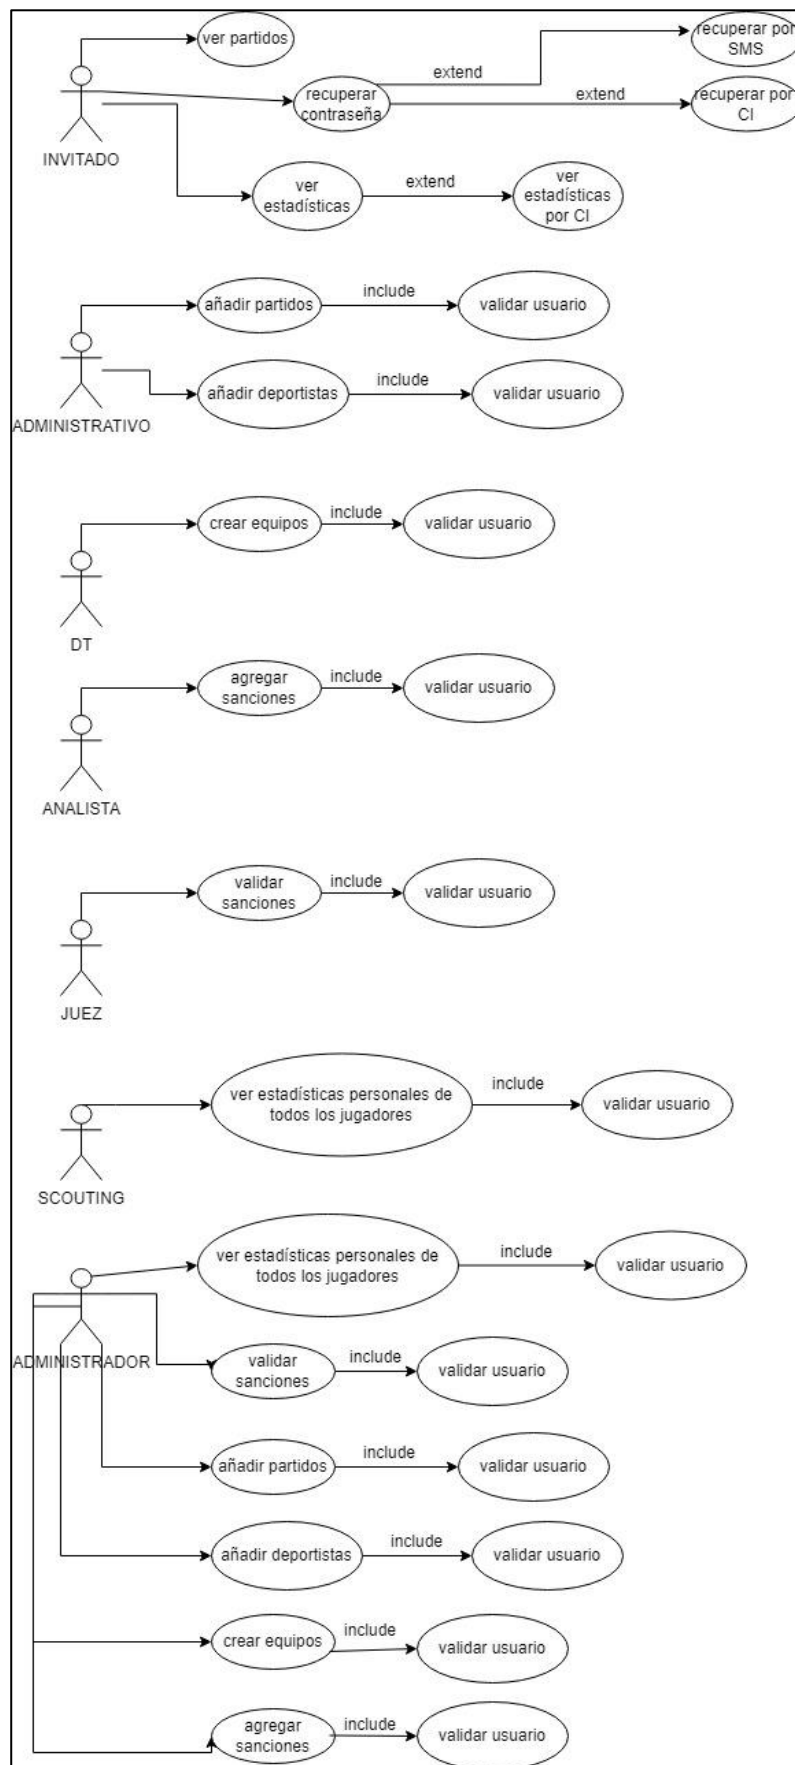 ver partidos
recuperar por
SMS
extend
recuperar
contraseña
extend
recuperar por
CI
INVITADO
ver
estadísticas
extend
ver
estadísticas
por CI
añadir partidos
include
validar usuario
añadir deportistas
include
validar usuario
ADMINISTRATIVO
crear equipos
include
validar usuario
DT
agregar
sanciones
include
validar usuario
ANALISTA
validar
sanciones
include
validar usuario
JUEZ
ver estadísticas personales de
todos los jugadores
include
validar usuario
SCOUTING
ver estadísticas personales de
todos los jugadores
include
validar usuario
ADMINISTRADOR
validar
sanciones
include
validar usuario
añadir partidos
include
validar usuario
añadir deportistas
include
validar usuario
crear equipos
include
validar usuario
agregar
sanciones
include
validar usuario